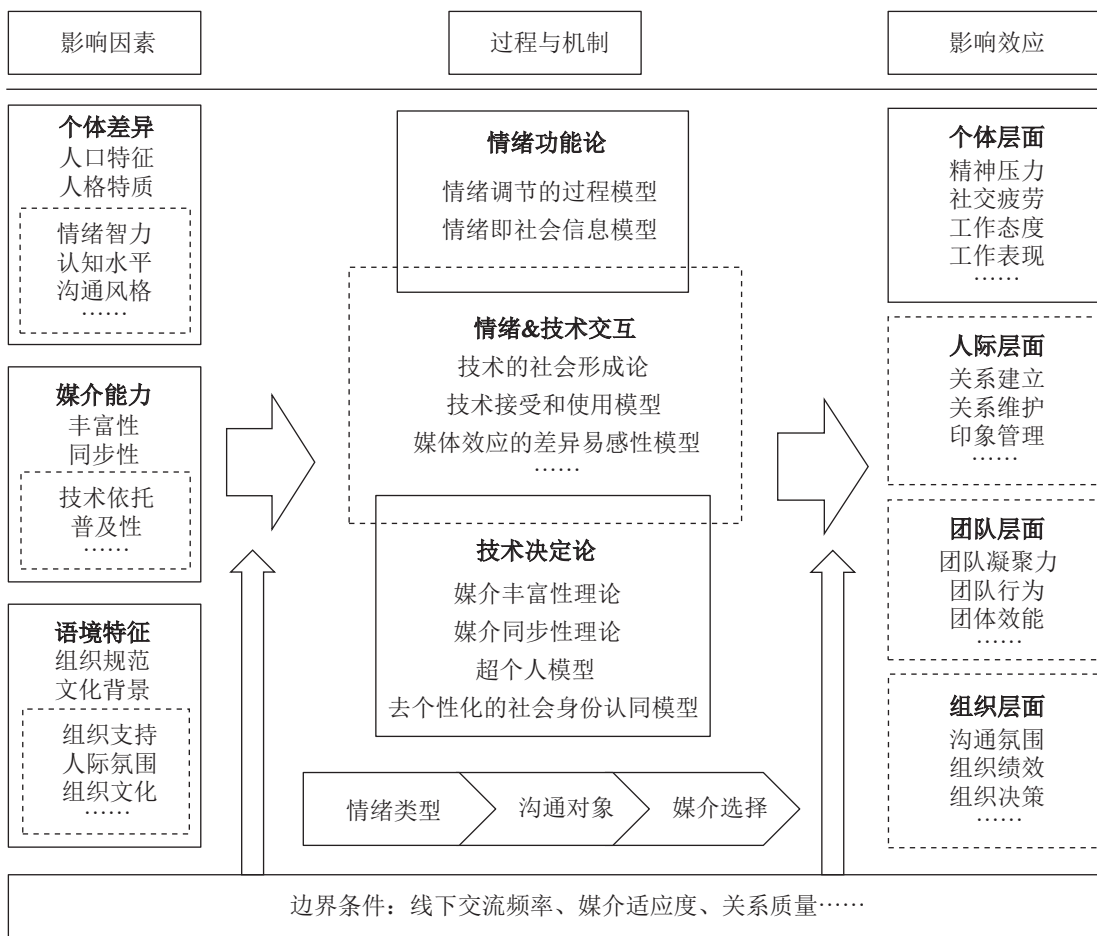 影响因素
过程与机制
影响效应
个体差异
人口特征
人格特质
情绪智力
认知水平
沟通风格
……
媒介能力
丰富性
同步性
技术依托
普及性
……
语境特征
组织规范
文化背景
组织支持
人际氛围
组织文化
……
情绪功能论
情绪调节的过程模型
情绪即社会信息模型
情绪&技术交互
技术的社会形成论
技术接受和使用模型
媒体效应的差异易感性模型
……
技术决定论
媒介丰富性理论
媒介同步性理论
超个人模型
去个性化的社会身份认同模型
情绪类型
沟通对象
媒介选择
个体层面
精神压力
社交疲劳
工作态度
工作表现
……
人际层面
关系建立
关系维护
印象管理
……
团队层面
团队凝聚力
团队行为
团体效能
……
组织层面
沟通氛围
组织绩效
组织决策
……
边界条件：线下交流频率、媒介适应度、关系质量……